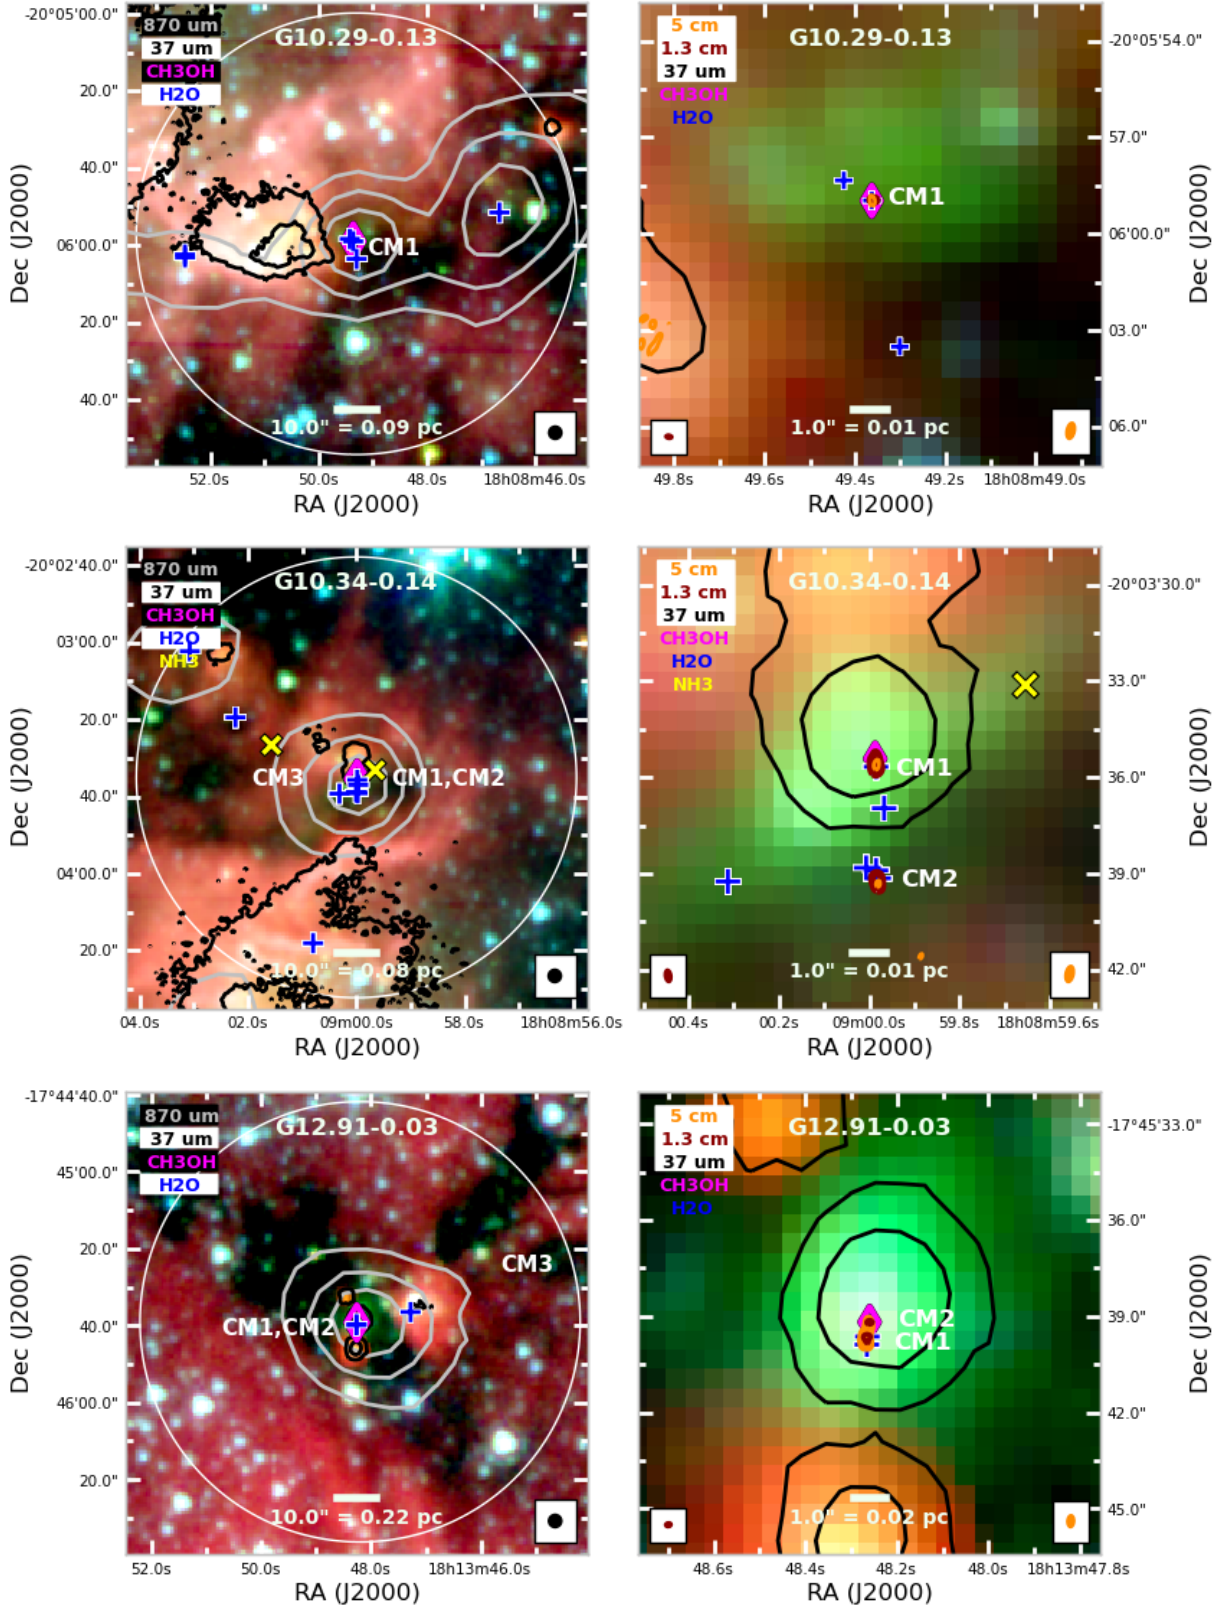 -20°05'00.0"
870 um
37 um
CH3OH
H2O
G10.29-0.13
20.0"
40.0"
06'00.0"
20.0"
40.0"
CM1
10.0" = 0.09 pc
52.0s
50.0s
48.0s
18h08m46.0s
RA (J2000)
Dec (J2000)
5 cm
1.3 cm
37 um
CH3OH
H2O
G10.29-0.13
-20°05'54.0"
57.0"
06'00.0"
03.0"
06.0"
CM1
1.0" = 0.01 pc
49.8s
49.6s
49.4s
49.2s
18h08m49.0s
RA (J2000)
Dec (J2000)
-20°02'40.0"
870 um
37 um
CH3OH
H2O
NH3
G10.34-0.14
03'00.0"
20.0"
40.0"
04'00.0"
20.0"
CM3
CM1,CM2
10.0" = 0.08 pc
04.0s
02.0s
09m00.0s
58.0s
18h08m56.0s
RA (J2000)
Dec (J2000)
5 cm
1.3 cm
37 um
CH3OH
H2O
NH3
G10.34-0.14
-20°03'30.0"
33.0"
36.0"
39.0"
42.0"
CM1
CM2
1.0" = 0.01 pc
00.4s
00.2s
09m00.0s
59.8s
18h08m59.6s
RA (J2000)
Dec (J2000)
-17°44'40.0"
870 um
37 um
CH3OH
H2O
G12.91-0.03
45'00.0"
20.0"
40.0"
46'00.0"
20.0"
CM3
CM1,CM2
10.0" = 0.22 pc
52.0s
50.0s
48.0s
18h13m46.0s
RA (J2000)
Dec (J2000)
5 cm
1.3 cm
37 um
CH3OH
H2O
G12.91-0.03
-17°45'33.0"
36.0"
39.0"
42.0"
45.0"
CM2
CM1
1.0" = 0.02 pc
48.6s
48.4s
48.2s
48.0s
18h13m47.8s
RA (J2000)
Dec (J2000)